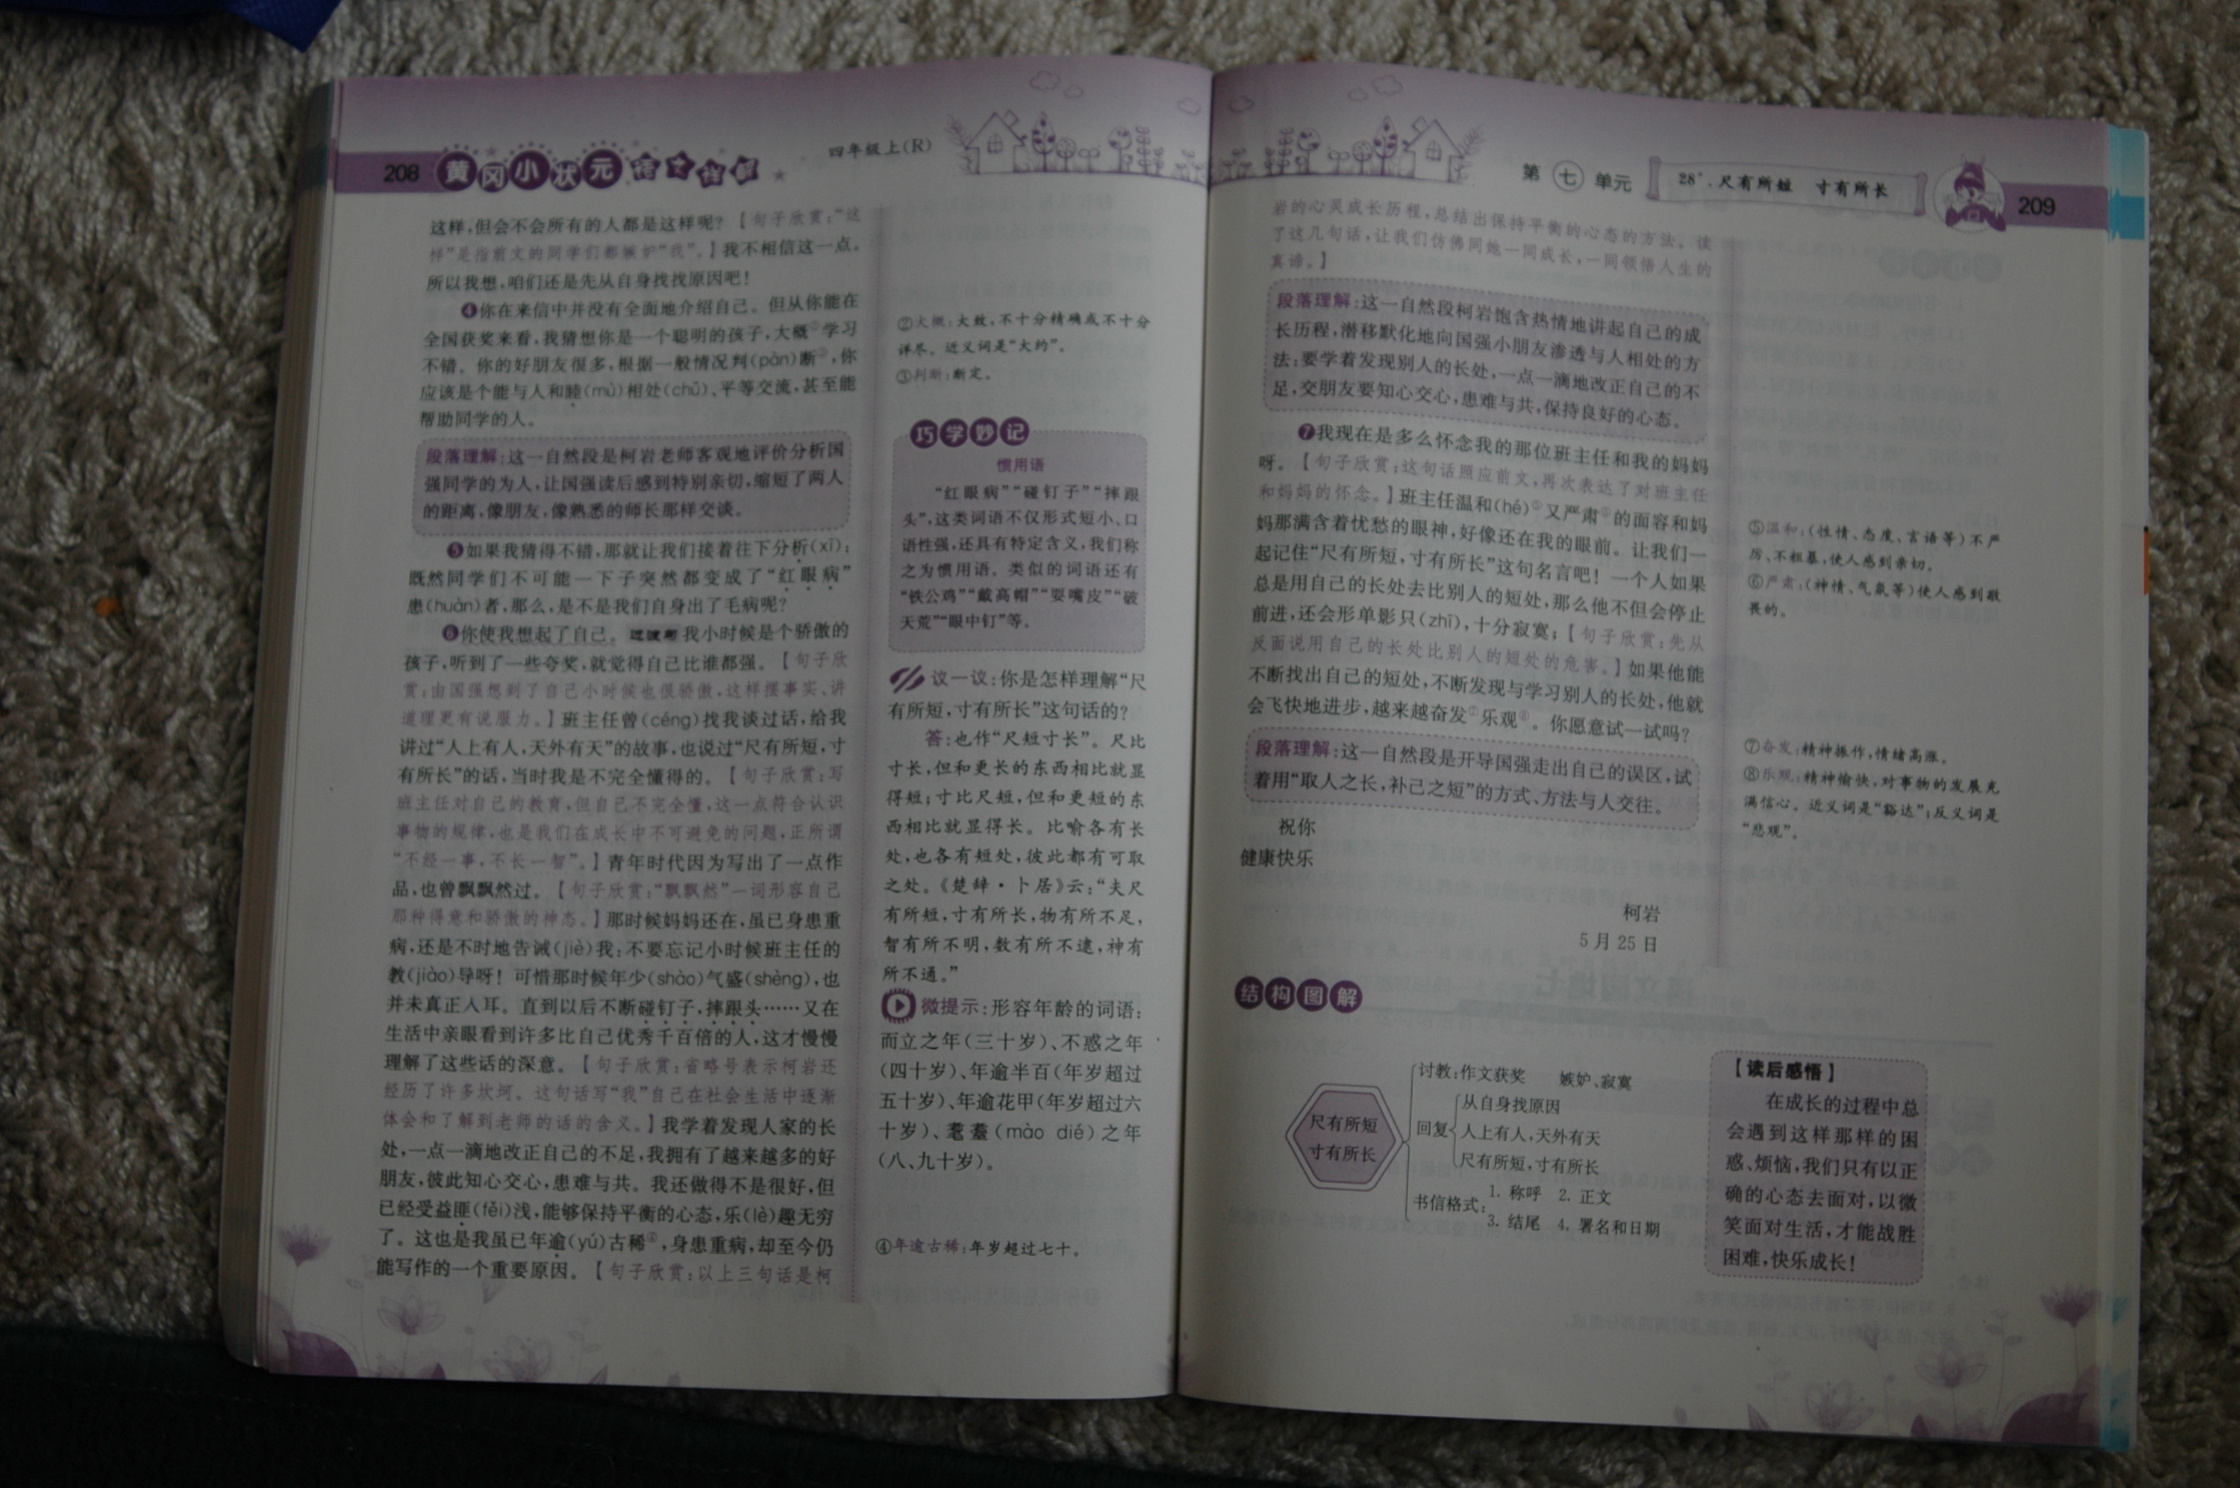 208 黄冈小状元 四年级上(R)
这样,但会不会所有的人都是这样呢?【句子欣赏:“这
样”是指前文的同学们都嫉妒“我”。】我不相信这一点。
所以我想,咱们还是先从自身找找原因吧!
❹你在来信中并没有全面地介绍自己。但从你能在
全国获奖来看,我猜想你是一个聪明的孩子,大概②学习
不错。你的好朋友很多,根据一般情况判(pàn)断③,你
应该是个能与人和睦(mù)相处(chǔ)、平等交流,甚至能
帮助同学的人。
段落理解:这一自然段是柯岩老师客观地评价分析国
强同学的为人,让国强读后感到特别亲切,缩短了两人
的距离,像朋友,像熟悉的师长那样交谈。
❺如果我猜得不错,那就让我们接着往下分析(xī):
既然同学们不可能一下子突然都变成了“红眼病”
患(huàn)者,那么,是不是我们自身出了毛病呢?
❻你使我想起了自己。我小时候是个骄傲的
孩子,听到了一些夸奖,就觉得自己比谁都强。【句子欣
赏:由国强想到了自己小时候也很骄傲,这样摆事实、讲
道理更有说服力。】班主任曾(céng)找我谈过话,给我
讲过“人上有人,天外有天”的故事,也说过“尺有所短,寸
有所长”的话,当时我是不完全懂得的。【句子欣赏:写
班主任对自己的教育,但自己不完全懂,这一点符合认识
事物的规律,也是我们在成长中不可避免的问题,正所谓
“不经一事,不长一智”。】青年时代因为写出了一点作
品,也曾飘飘然过。【句子欣赏:“飘飘然”一词形容自己
那种得意和骄傲的神态。】那时候妈妈还在,虽已身患重
病,还是不时地告诫(jiè)我:不要忘记小时候班主任的
教(jiào)导呀!可惜那时候年少(shào)气盛(shèng),也
并未真正入耳。直到以后不断碰钉子,摔跟头……又在
生活中亲眼看到许多比自己优秀千百倍的人,这才慢慢
理解了这些话的深意。【句子欣赏:省略号表示柯岩还
经历了许多坎坷。这句话写“我”自己在社会生活中逐渐
体会和了解到老师的话的含义。】我学着发现人家的长
处,一点一滴地改正自己的不足,我拥有了越来越多的好
朋友,彼此知心交心,患难与共。我还做得不是很好,但
已经受益匪(fěi)浅,能够保持平衡的心态,乐(lè)趣无穷
了。这也是我虽已年逾(yú)古稀④,身患重病,却至今仍
能写作的一个重要原因。【句子欣赏:以上三句话是柯
②大概:大致,不十分精确或不十分
详尽。近义词是“大约”。
③判断:断定。
巧学妙记
惯用语
“红眼病”“碰钉子”“摔跟
头”,这类词语不仅形式短小、口
语性强,还具有特定含义,我们称
之为惯用语。类似的词语还有
“铁公鸡”“戴高帽”“耍嘴皮”“破
天荒”“眼中钉”等。
议一议:你是怎样理解“尺
有所短,寸有所长”这句话的?
答:也作“尺短寸长”。尺比
寸长,但和更长的东西相比就显
得短;寸比尺短,但和更短的东
西相比就显得长。比喻各有长
处,也各有短处,彼此都有可取
之处。《楚辞·卜居》云:“夫尺
有所短,寸有所长,物有所不足,
智有所不明,数有所不逮,神有
所不通。”
微提示:形容年龄的词语:
而立之年(三十岁)、不惑之年
(四十岁)、年逾半百(年岁超过
五十岁)、年逾花甲(年岁超过六
十岁)、耄耋(mào dié)之年
(八、九十岁)。
④年逾古稀:年岁超过七十。
第七单元 28*.尺有所短 寸有所长 209
岩的心灵成长历程,总结出保持平衡的心态的方法。读
了这几句话,让我们仿佛同她一同成长,一同领悟人生的
真谛。】
段落理解:这一自然段柯岩饱含热情地讲起自己的成
长历程,潜移默化地向国强小朋友渗透与人相处的方
法:要学着发现别人的长处,一点一滴地改正自己的不
足,交朋友要知心交心,患难与共,保持良好的心态。
❼我现在是多么怀念我的那位班主任和我的妈妈
呀。【句子欣赏:这句话照应前文,再次表达了对班主任
和妈妈的怀念。】班主任温和(hé)⑤又严肃⑥的面容和妈
妈那满含着忧愁的眼神,好像还在我的眼前。让我们一
起记住“尺有所短,寸有所长”这句名言吧!一个人如果
总是用自己的长处去比别人的短处,那么他不但会停止
前进,还会形单影只(zhī),十分寂寞;【句子欣赏:先从
反面说用自己的长处比别人的短处的危害。】如果他能
不断找出自己的短处,不断发现与学习别人的长处,他就
会飞快地进步,越来越奋发⑦乐观⑧。你愿意试一试吗?
段落理解:这一自然段是开导国强走出自己的误区,试
着用“取人之长,补己之短”的方式、方法与人交往。
祝你
健康快乐
柯岩
5月25日
⑤温和:(性情、态度、言语等)不严
厉、不粗暴,使人感到亲切。
⑥严肃:(神情、气氛等)使人感到敬
畏的。
⑦奋发:精神振作,情绪高涨。
⑧乐观:精神愉快,对事物的发展充
满信心。近义词是“豁达”;反义词是
“悲观”。
结构图解
尺有所短
寸有所长
讨教:作文获奖 嫉妒、寂寞
回复
从自身找原因
人上有人,天外有天
尺有所短,寸有所长
书信格式:
1. 称呼 2. 正文
3. 结尾 4. 署名和日期
【读后感悟】
在成长的过程中总
会遇到这样那样的困
惑、烦恼,我们只有以正
确的心态去面对,以微
笑面对生活,才能战胜
困难,快乐成长!